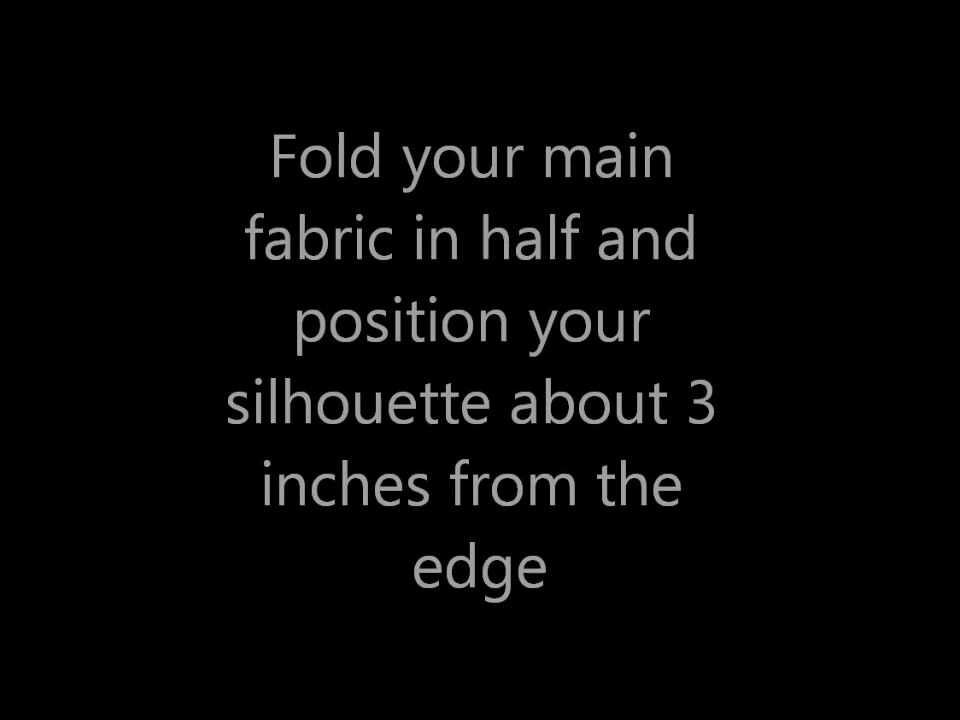 Fold your main
fabric in half and
position your
silhouette about 3
inches from the
edge